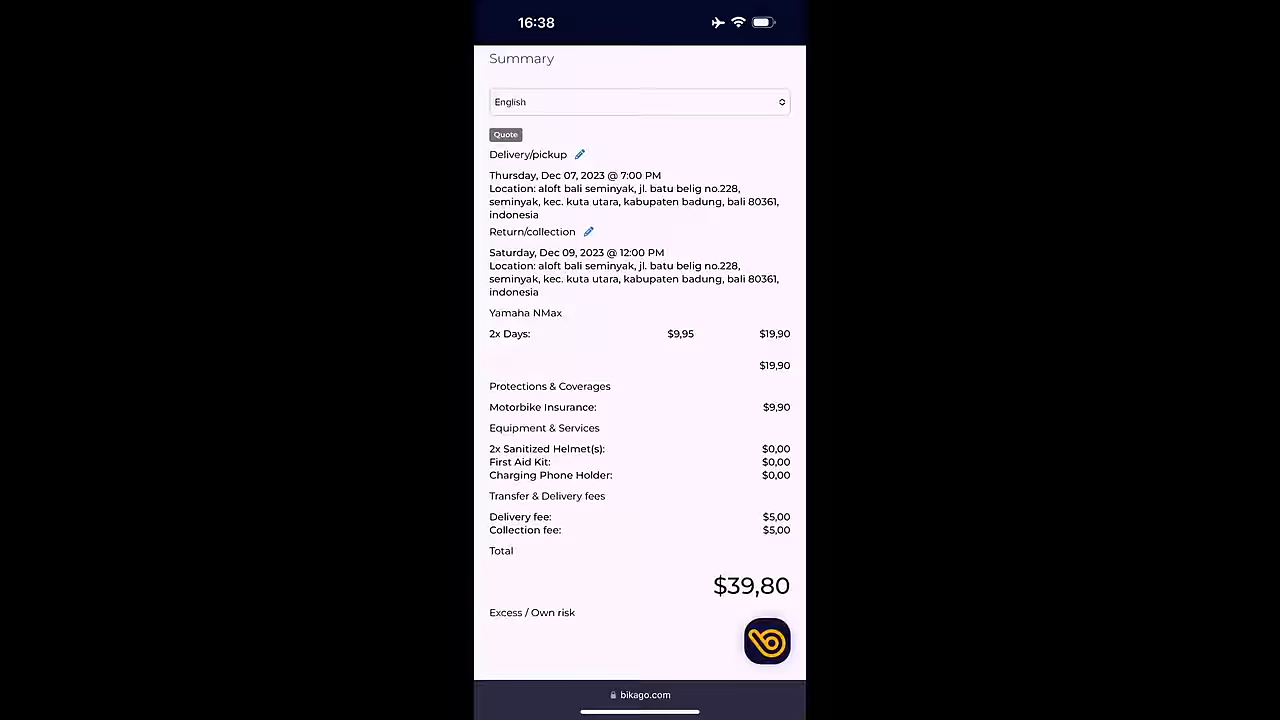 16:38
Summary
English
Quote
Delivery/pickup
Thursday, Dec 07, 2023 @ 7:00 PM
Location: aloft bali seminyak, jl. batu belig no.228,
seminyak, kec. kuta utara, kabupaten badung, bali 80361,
indonesia
Return/collection
Saturday, Dec 09, 2023 @ 12:00 PM
Location: aloft bali seminyak, jl. batu belig no.228,
seminyak, kec. kuta utara, kabupaten badung, bali 80361,
indonesia
Yamaha NMax
2x Days: $9,95 $19,90
$19,90
Protections & Coverages
Motorbike Insurance: $9,90
Equipment & Services
2x Sanitized Helmet(s): $0,00
First Aid Kit: $0,00
Charging Phone Holder: $0,00
Transfer & Delivery fees
Delivery fee: $5,00
Collection fee: $5,00
Total
$39,80
Excess / Own risk
bikago.com